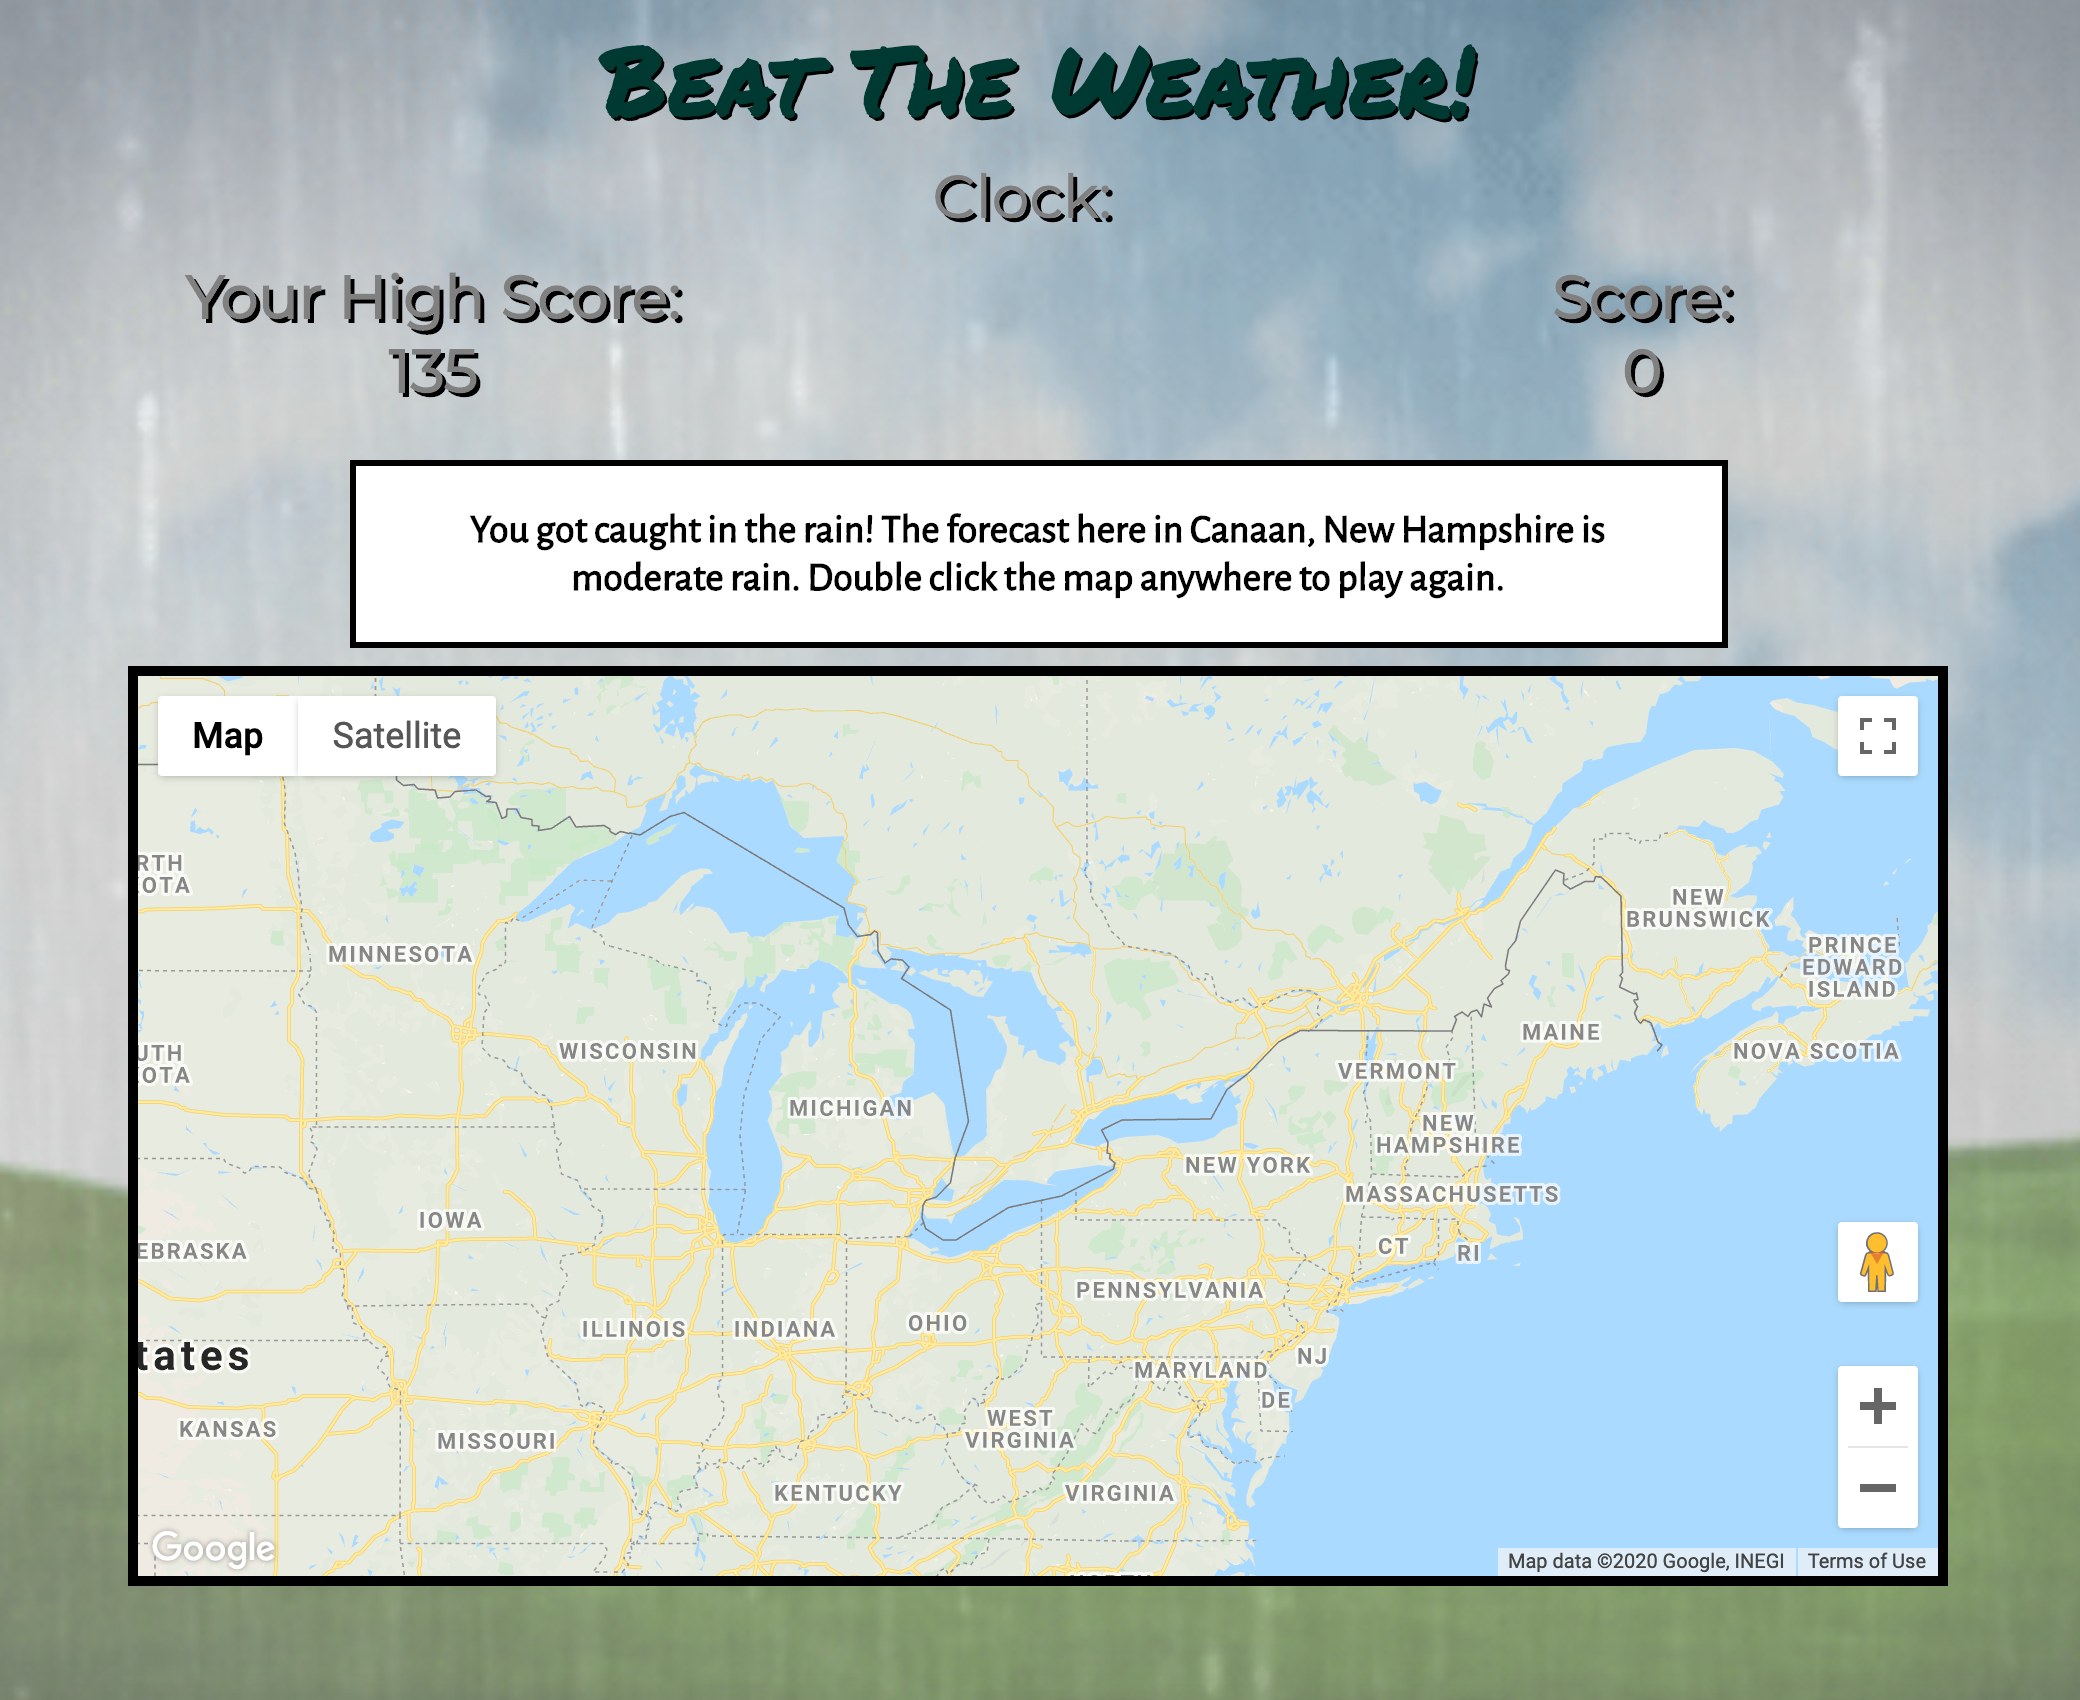 Beat The Weather!
Clock:
Your High Score:
135
Score:
0
You got caught in the rain! The forecast here in Canaan, New Hampshire is
moderate rain. Double click the map anywhere to play again.
Map
Satellite
RTH
OTA
MINNESOTA
NEW
BRUNSWICK
PRINCE
EDWARD
ISLAND
UTH
OTA
WISCONSIN
MAINE
NOVA SCOTIA
VERMONT
MICHIGAN
NEW
HAMPSHIRE
NEW YORK
MASSACHUSETTS
IOWA
EBRASKA
CT
RI
PENNSYLVANIA
ILLINOIS
INDIANA
OHIO
tates
NJ
MARYLAND
DE
KANSAS
MISSOURI
WEST
VIRGINIA
KENTUCKY
VIRGINIA
Google
Map data ©2020 Google, INEGI
Terms of Use